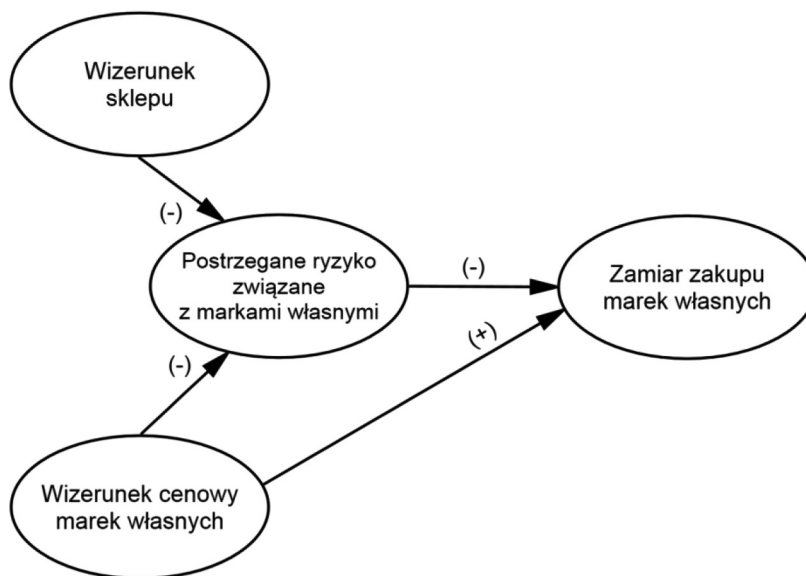 Wizerunek
sklepu
(-)
Postrzegane ryzyko
związane
z markami własnymi
(-)
Zamiar zakupu
marek własnych
(+)
(-)
Wizerunek cenowy
marek własnych